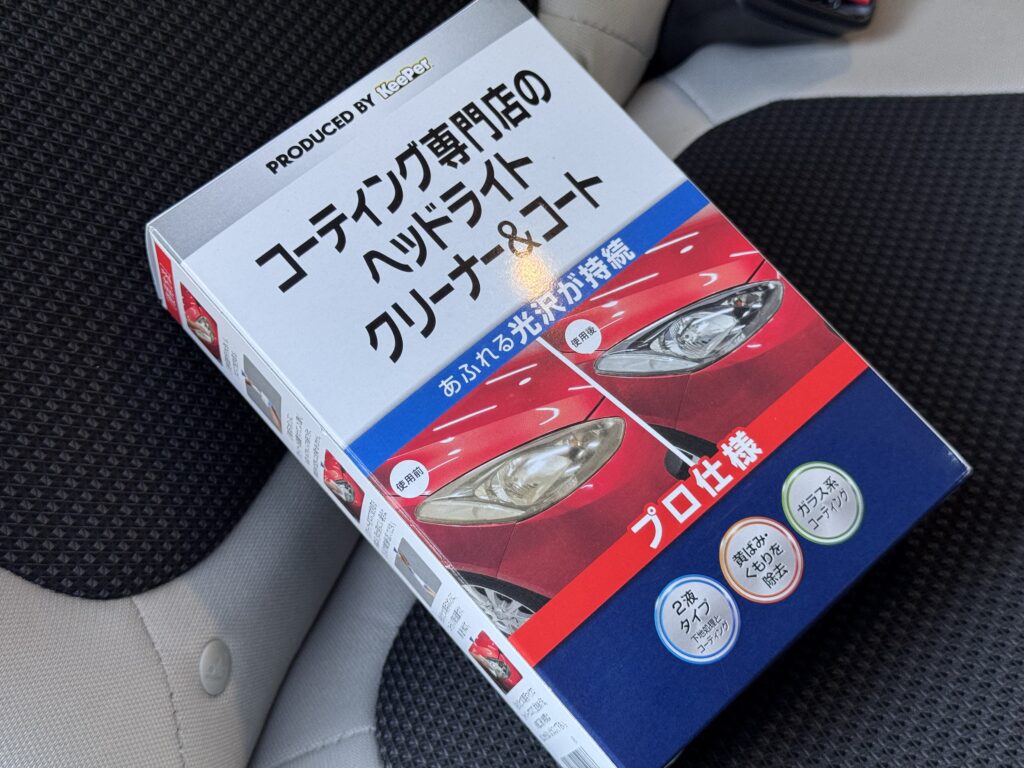 PRODUCED BY KeePer
コーティング専門店の
ヘッドライト
クリーナー&コート
あふれる光沢が持続
使用後
使用前
プロ仕様
ガラス系
コーティング
黄ばみ・
くもりを
除去
2液
タイプ
下地処理と
コーティング